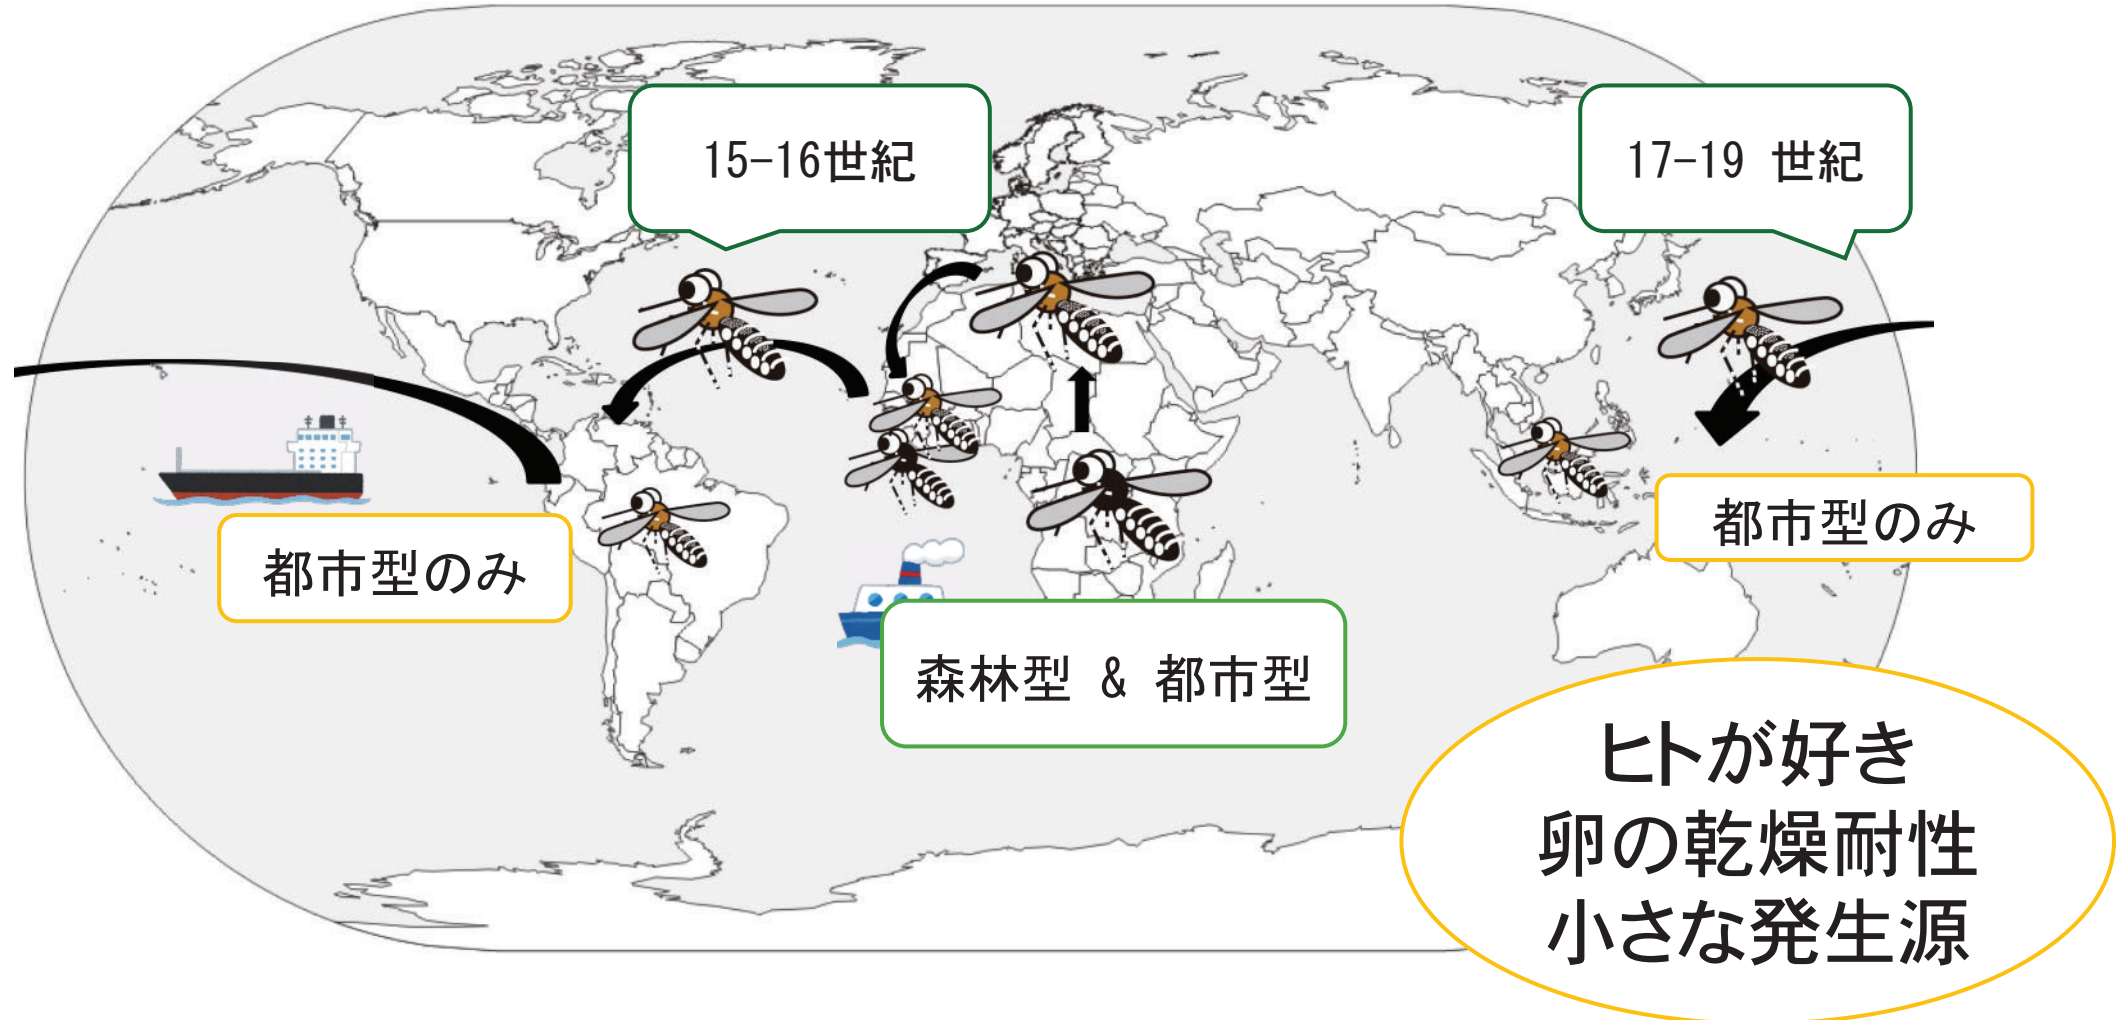 15-16世紀
17-19 世紀
都市型のみ
都市型のみ
森林型 & 都市型
ヒトが好き
卵の乾燥耐性
小さな発生源